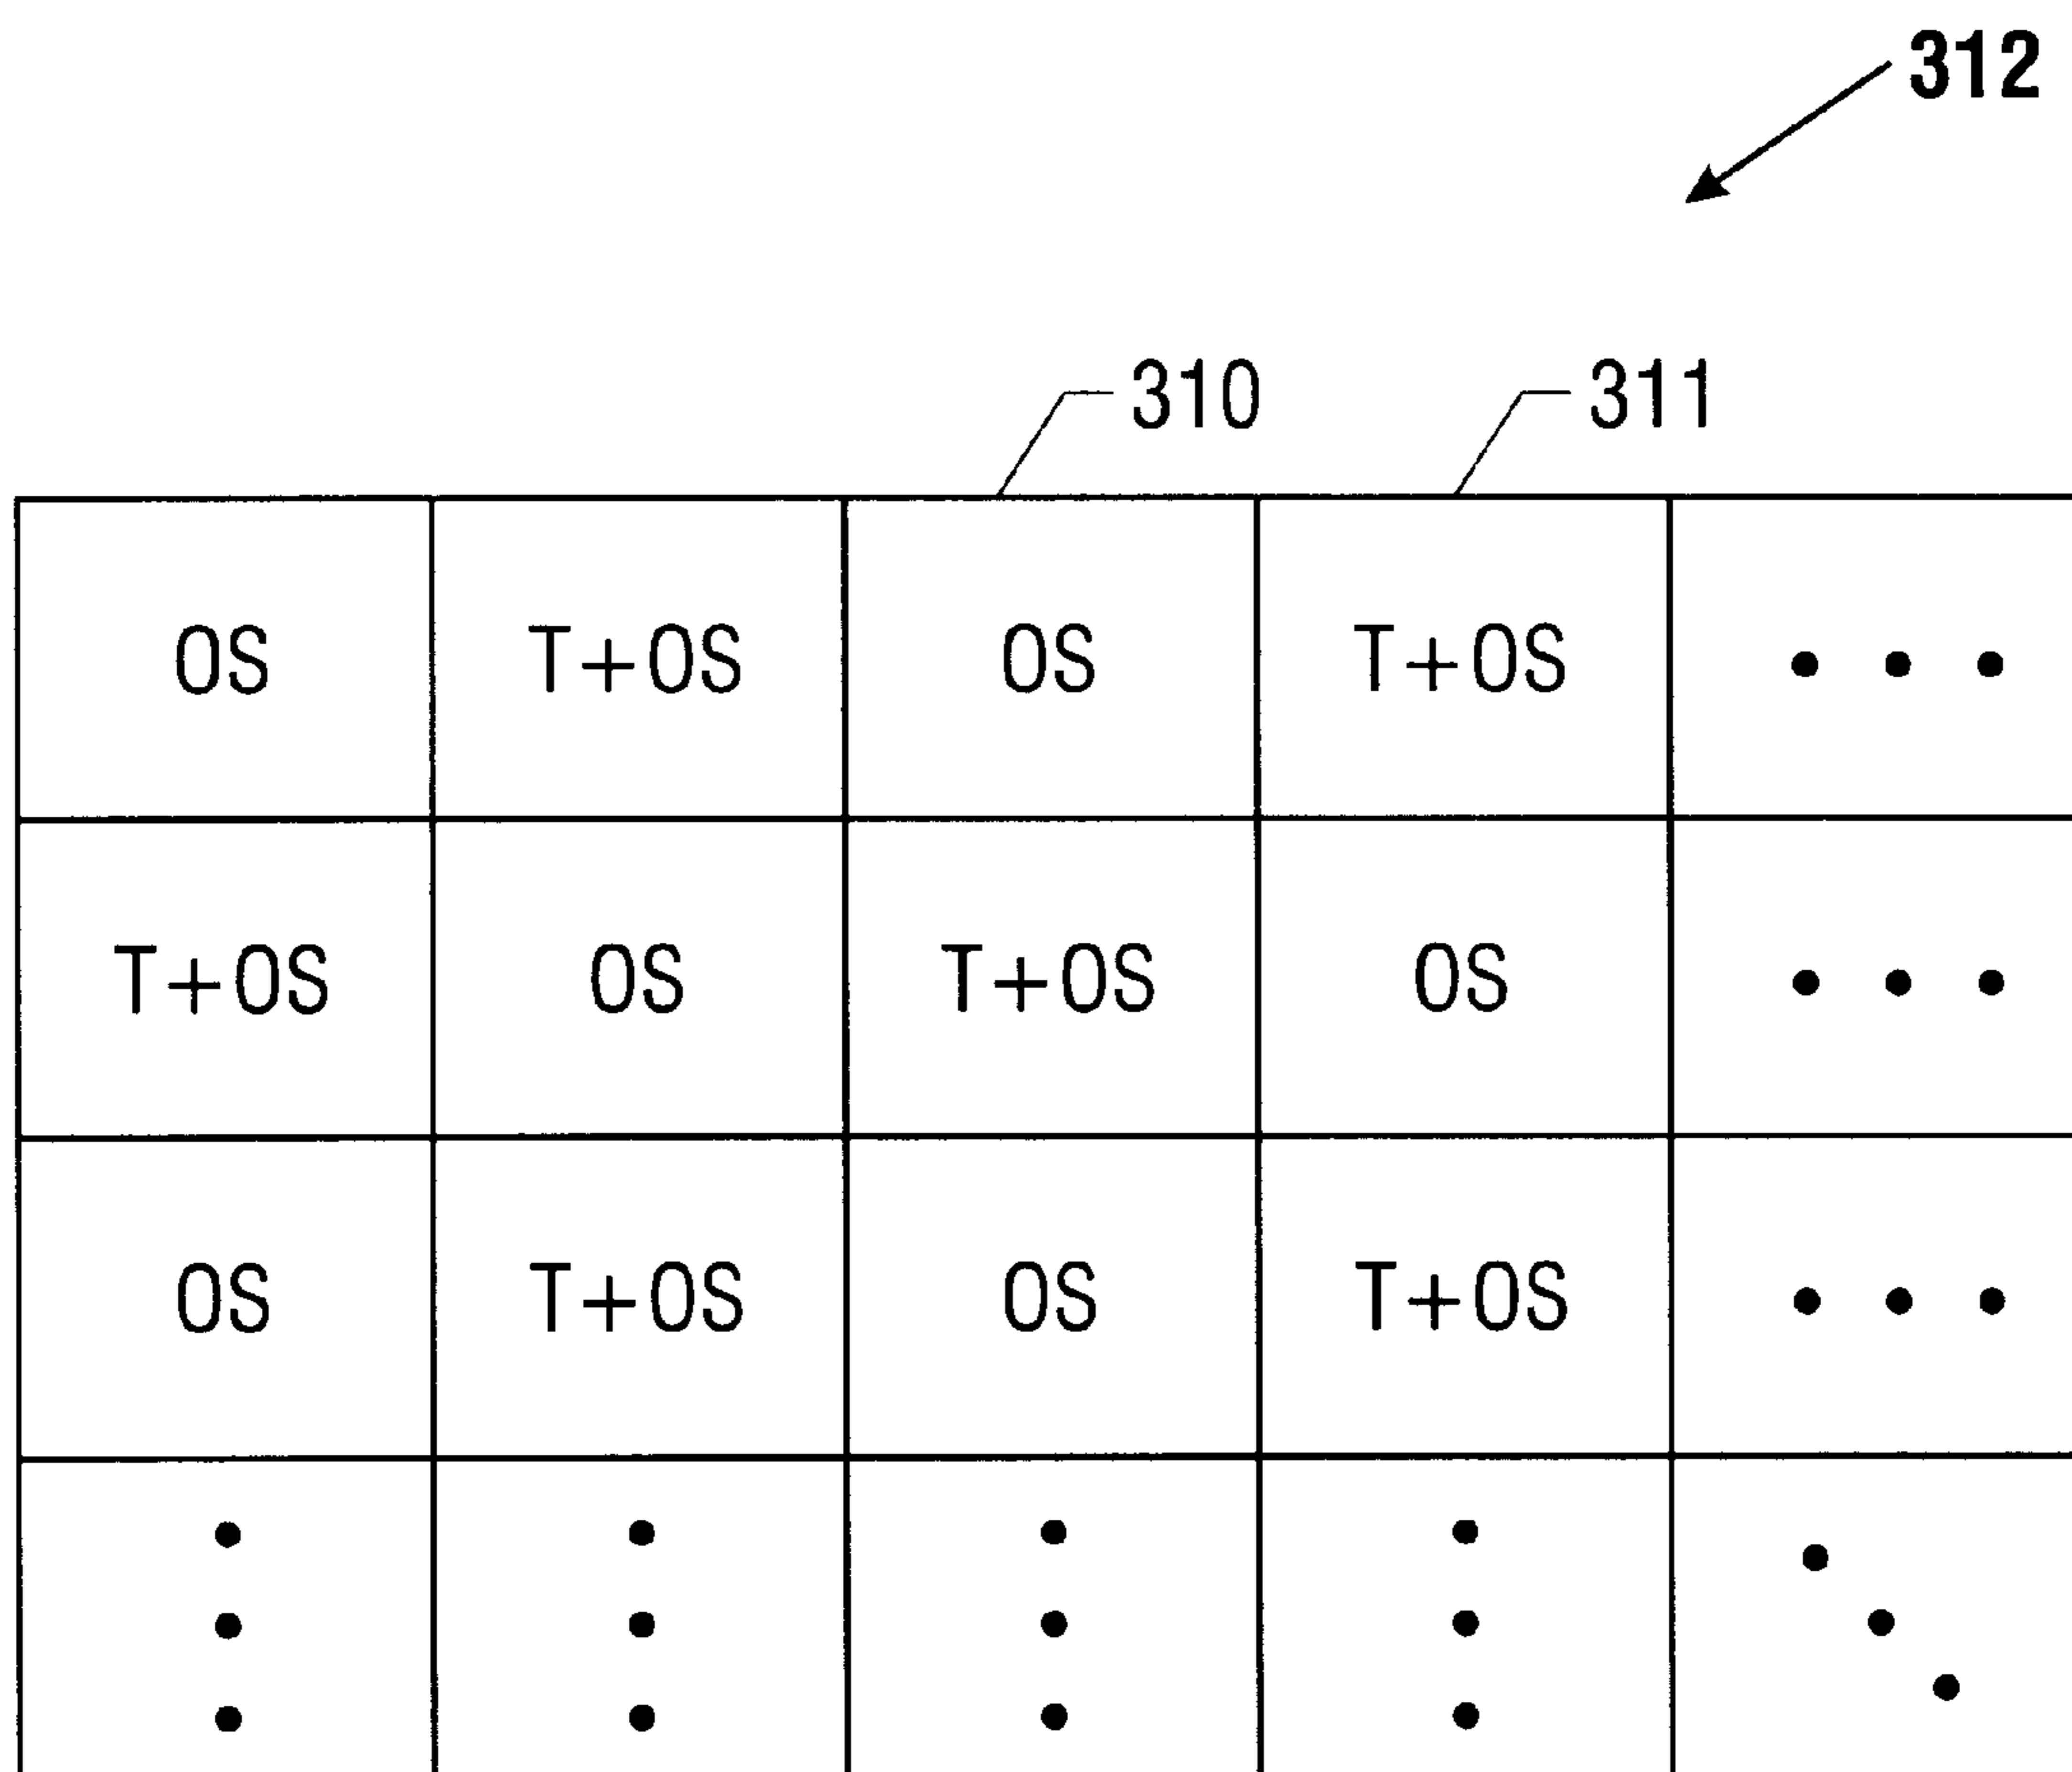 312
310 311
OS T+OS OS T+OS • • •
T+OS OS T+OS OS • • •
OS T+OS OS T+OS • • •